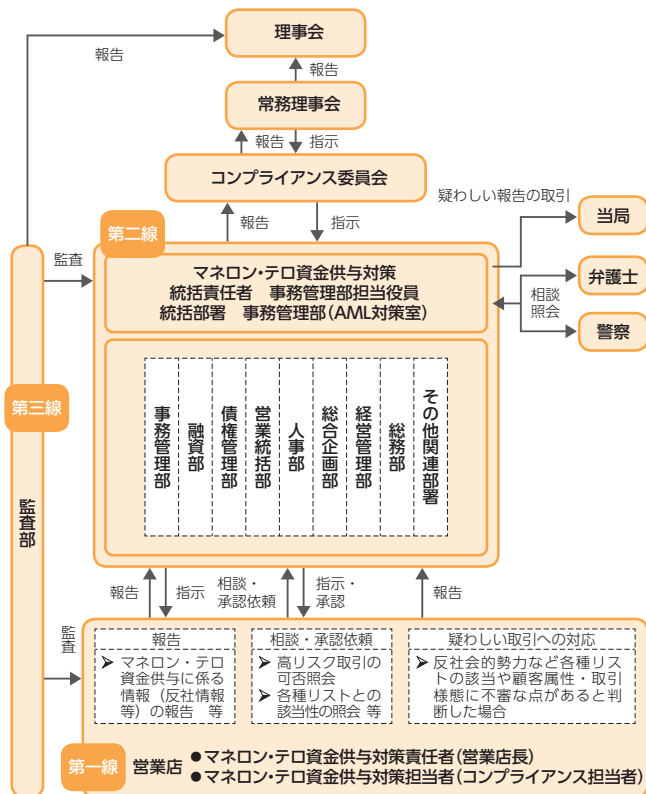 理事会
報告
報告
常務理事会
報告
指示
コンプライアンス委員会
疑わしい報告の取引
報告
指示
当局
第二線
監査
マネロン・テロ資金供与対策
統括責任者　事務管理部担当役員
統括部署　事務管理部(AML対策室)
弁護士
相談
照会
警察
事務管理部
融資部
債権管理部
営業統括部
人事部
総合企画部
経営管理部
総務部
その他関連部署
第三線
監査部
報告
指示
相談・
承認依頼
指示・
承認
報告
監査
報告
➢ マネロン・テロ
資金供与に係る
情報（反社情報
等）の報告　等
相談・承認依頼
➢ 高リスク取引の
可否照会
➢ 各種リストとの
該当性の照会 等
疑わしい取引への対応
➢ 反社会的勢力など各種リス
トの該当や顧客属性・取引
様態に不審な点があると判
断した場合
第一線
営業店
●マネロン・テロ資金供与対策責任者(営業店長)
●マネロン・テロ資金供与対策担当者(コンプライアンス担当者)